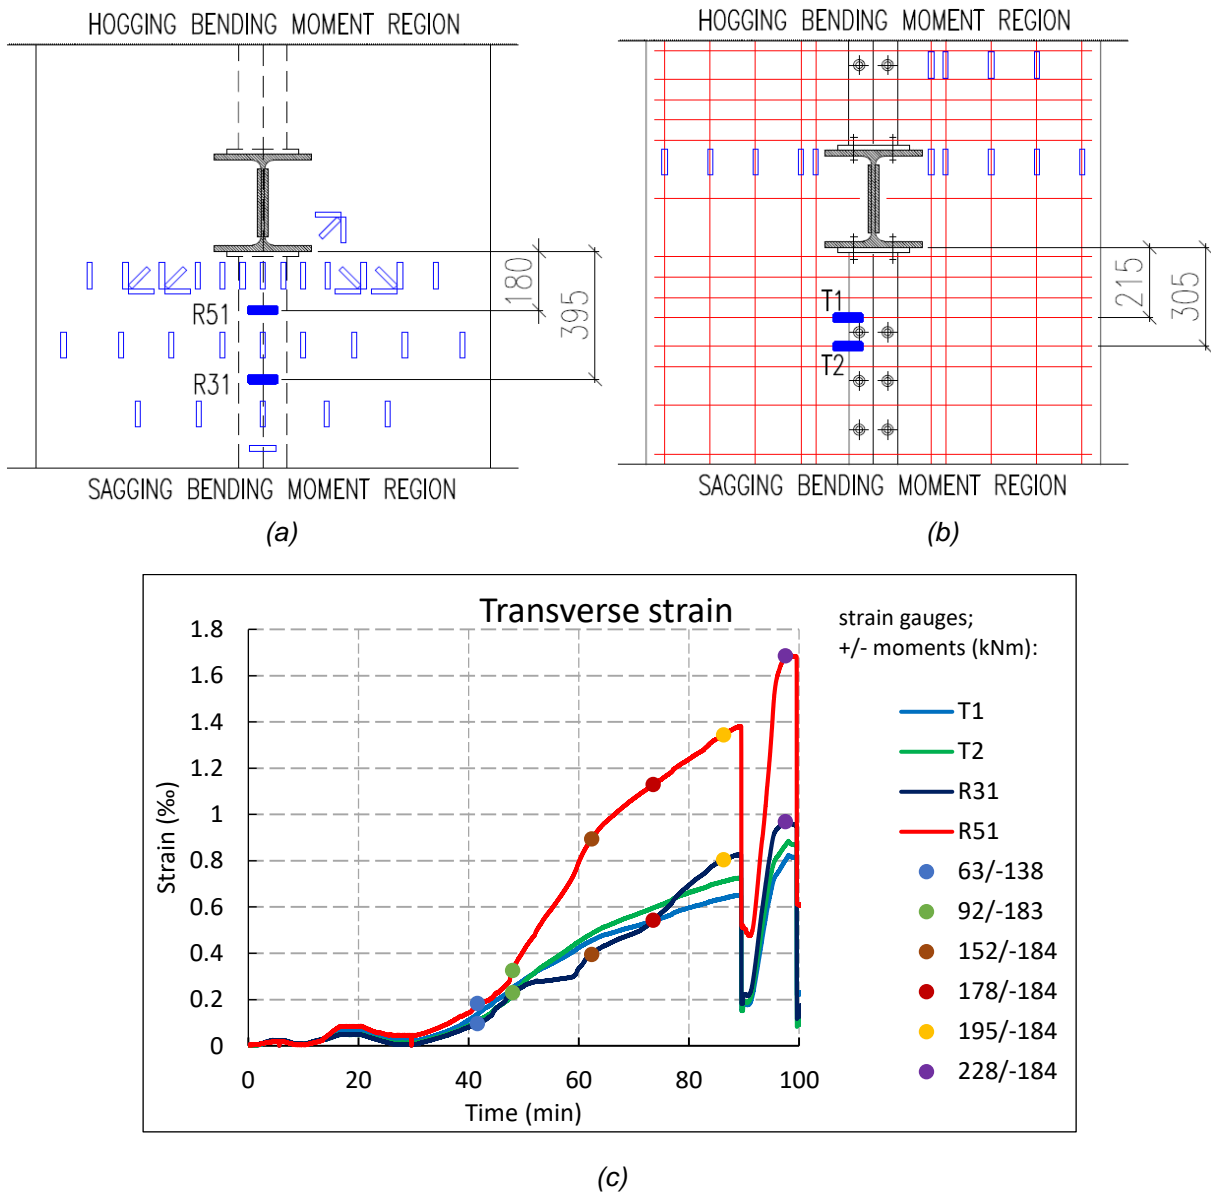 HOGGING BENDING MOMENT REGION
R51
R31
180
395
SAGGING BENDING MOMENT REGION
(a)
HOGGING BENDING MOMENT REGION
T1
T2
215
305
SAGGING BENDING MOMENT REGION
(b)
Transverse strain
strain gauges;
+/- moments (kNm):
T1
T2
R31
R51
63/-138
92/-183
152/-184
178/-184
195/-184
228/-184
Strain (‰)
1.8
1.6
1.4
1.2
1
0.8
0.6
0.4
0.2
0
0 20 40 60 80 100
Time (min)
(c)